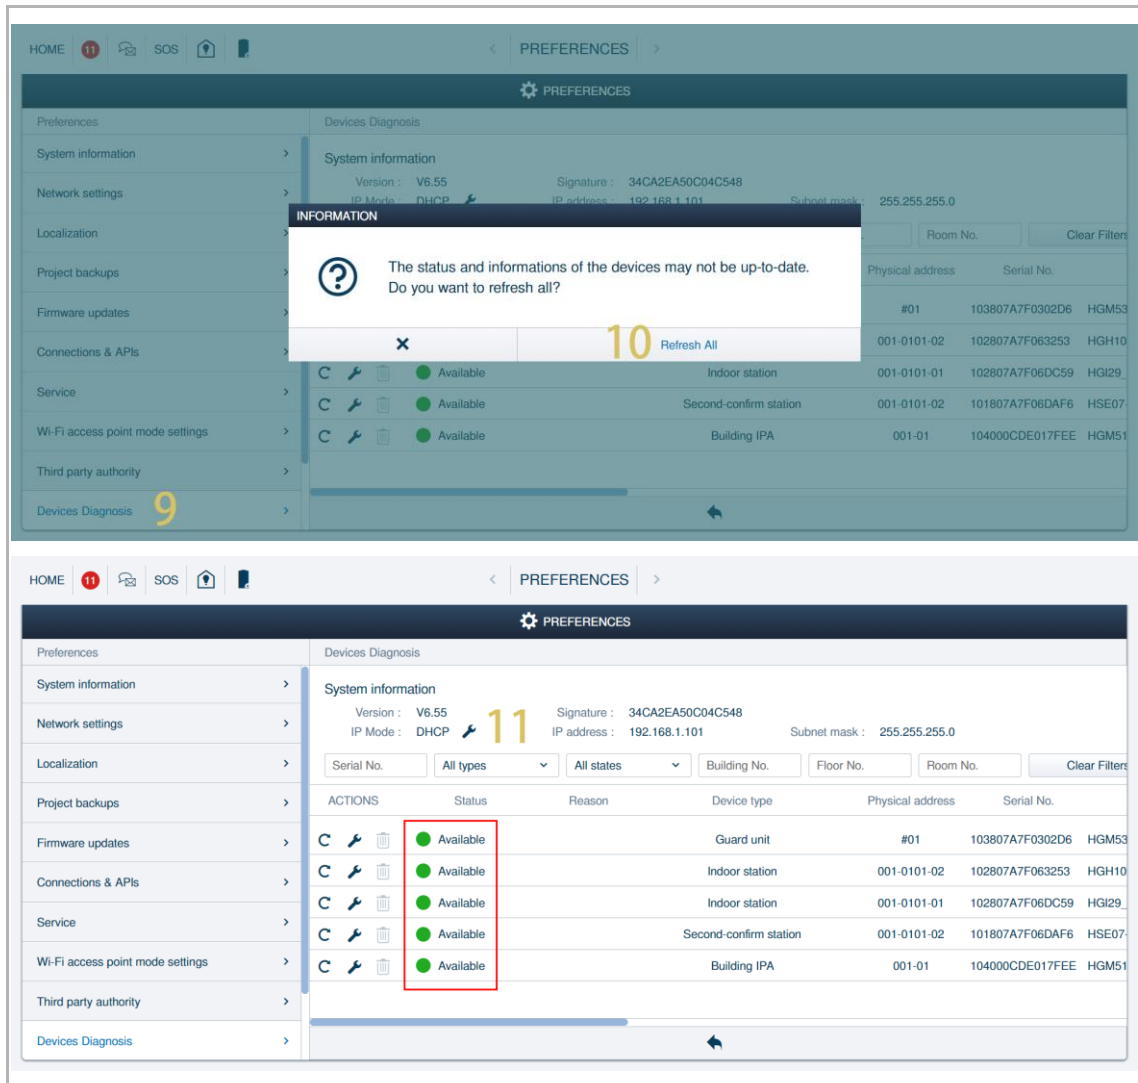 HOME 11 SOS < PREFERENCES >
PREFERENCES
Preferences Devices Diagnosis
System information >
System information
Version : V6.55 Signature : 34CA2EA50C04C548
Network settings >
IP Mode : DHCP IP address : 192.168.1.101 Subnet mask : 255.255.255.0
INFORMATION
Localization
Room No. Clear Filters
The status and informations of the devices may not be up-to-date.
Do you want to refresh all?
Project backups
Physical address Serial No.
Firmware updates
#01 103807A7F0302D6 HGM53
10
Refresh All
Connections & APIs
001-0101-02 102807A7F063253 HGH10
Available Indoor station 001-0101-01 102807A7F06DC59 HGI29_
Service >
Available Second-confirm station 001-0101-02 101807A7F06DAF6 HSE07-
Wi-Fi access point mode settings >
Available Building IPA 001-01 104000CDE017FEE HGM51
Third party authority >
Devices Diagnosis 9 >
HOME 11 SOS < PREFERENCES >
PREFERENCES
Preferences Devices Diagnosis
System information >
System information
Version : V6.55 11 Signature : 34CA2EA50C04C548
Network settings >
IP Mode : DHCP IP address : 192.168.1.101 Subnet mask : 255.255.255.0
Localization >
Serial No. All types All states Building No. Floor No. Room No. Clear Filters
Project backups >
ACTIONS Status Reason Device type Physical address Serial No.
Firmware updates >
Available Guard unit #01 103807A7F0302D6 HGM53
Connections & APIs >
Available Indoor station 001-0101-02 102807A7F063253 HGH10
Available Indoor station 001-0101-01 102807A7F06DC59 HGI29_
Service >
Available Second-confirm station 001-0101-02 101807A7F06DAF6 HSE07-
Wi-Fi access point mode settings >
Available Building IPA 001-01 104000CDE017FEE HGM51
Third party authority >
Devices Diagnosis >